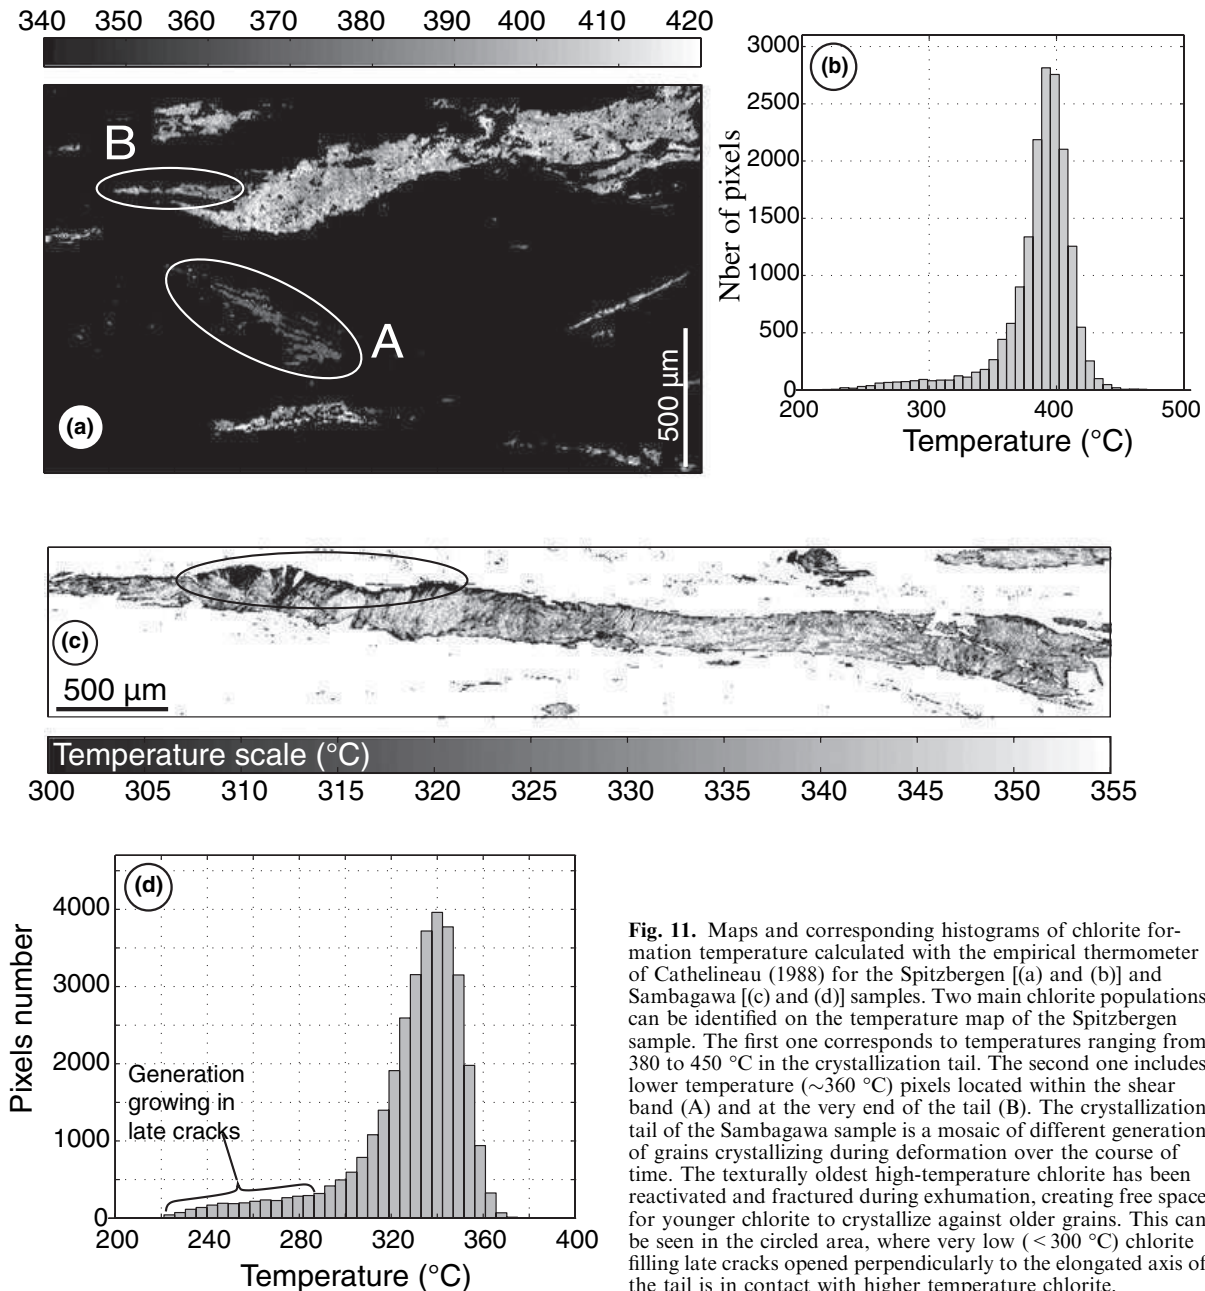 340 350 360 370 380 390 400 410 420
B
A
500 µm
(a)
(b)
3000
2500
2000
1500
1000
500
0
Nber of pixels
200 300 400 500
Temperature (°C)
(c)
500 µm
Temperature scale (°C)
300 305 310 315 320 325 330 335 340 345 350 355
(d)
4000
3000
2000
1000
0
Pixels number
Generation
growing in
late cracks
200 240 280 320 360 400
Temperature (°C)
Fig. 11. Maps and corresponding histograms of chlorite for-
mation temperature calculated with the empirical thermometer
of Cathelineau (1988) for the Spitzbergen [(a) and (b)] and
Sambagawa [(c) and (d)] samples. Two main chlorite populations
can be identified on the temperature map of the Spitzbergen
sample. The first one corresponds to temperatures ranging from
380 to 450 °C in the crystallization tail. The second one includes
lower temperature (∼360 °C) pixels located within the shear
band (A) and at the very end of the tail (B). The crystallization
tail of the Sambagawa sample is a mosaic of different generation
of grains crystallizing during deformation over the course of
time. The texturally oldest high-temperature chlorite has been
reactivated and fractured during exhumation, creating free space
for younger chlorite to crystallize against older grains. This can
be seen in the circled area, where very low (<300 °C) chlorite
filling late cracks opened perpendicularly to the elongated axis of
the tail is in contact with higher temperature chlorite.